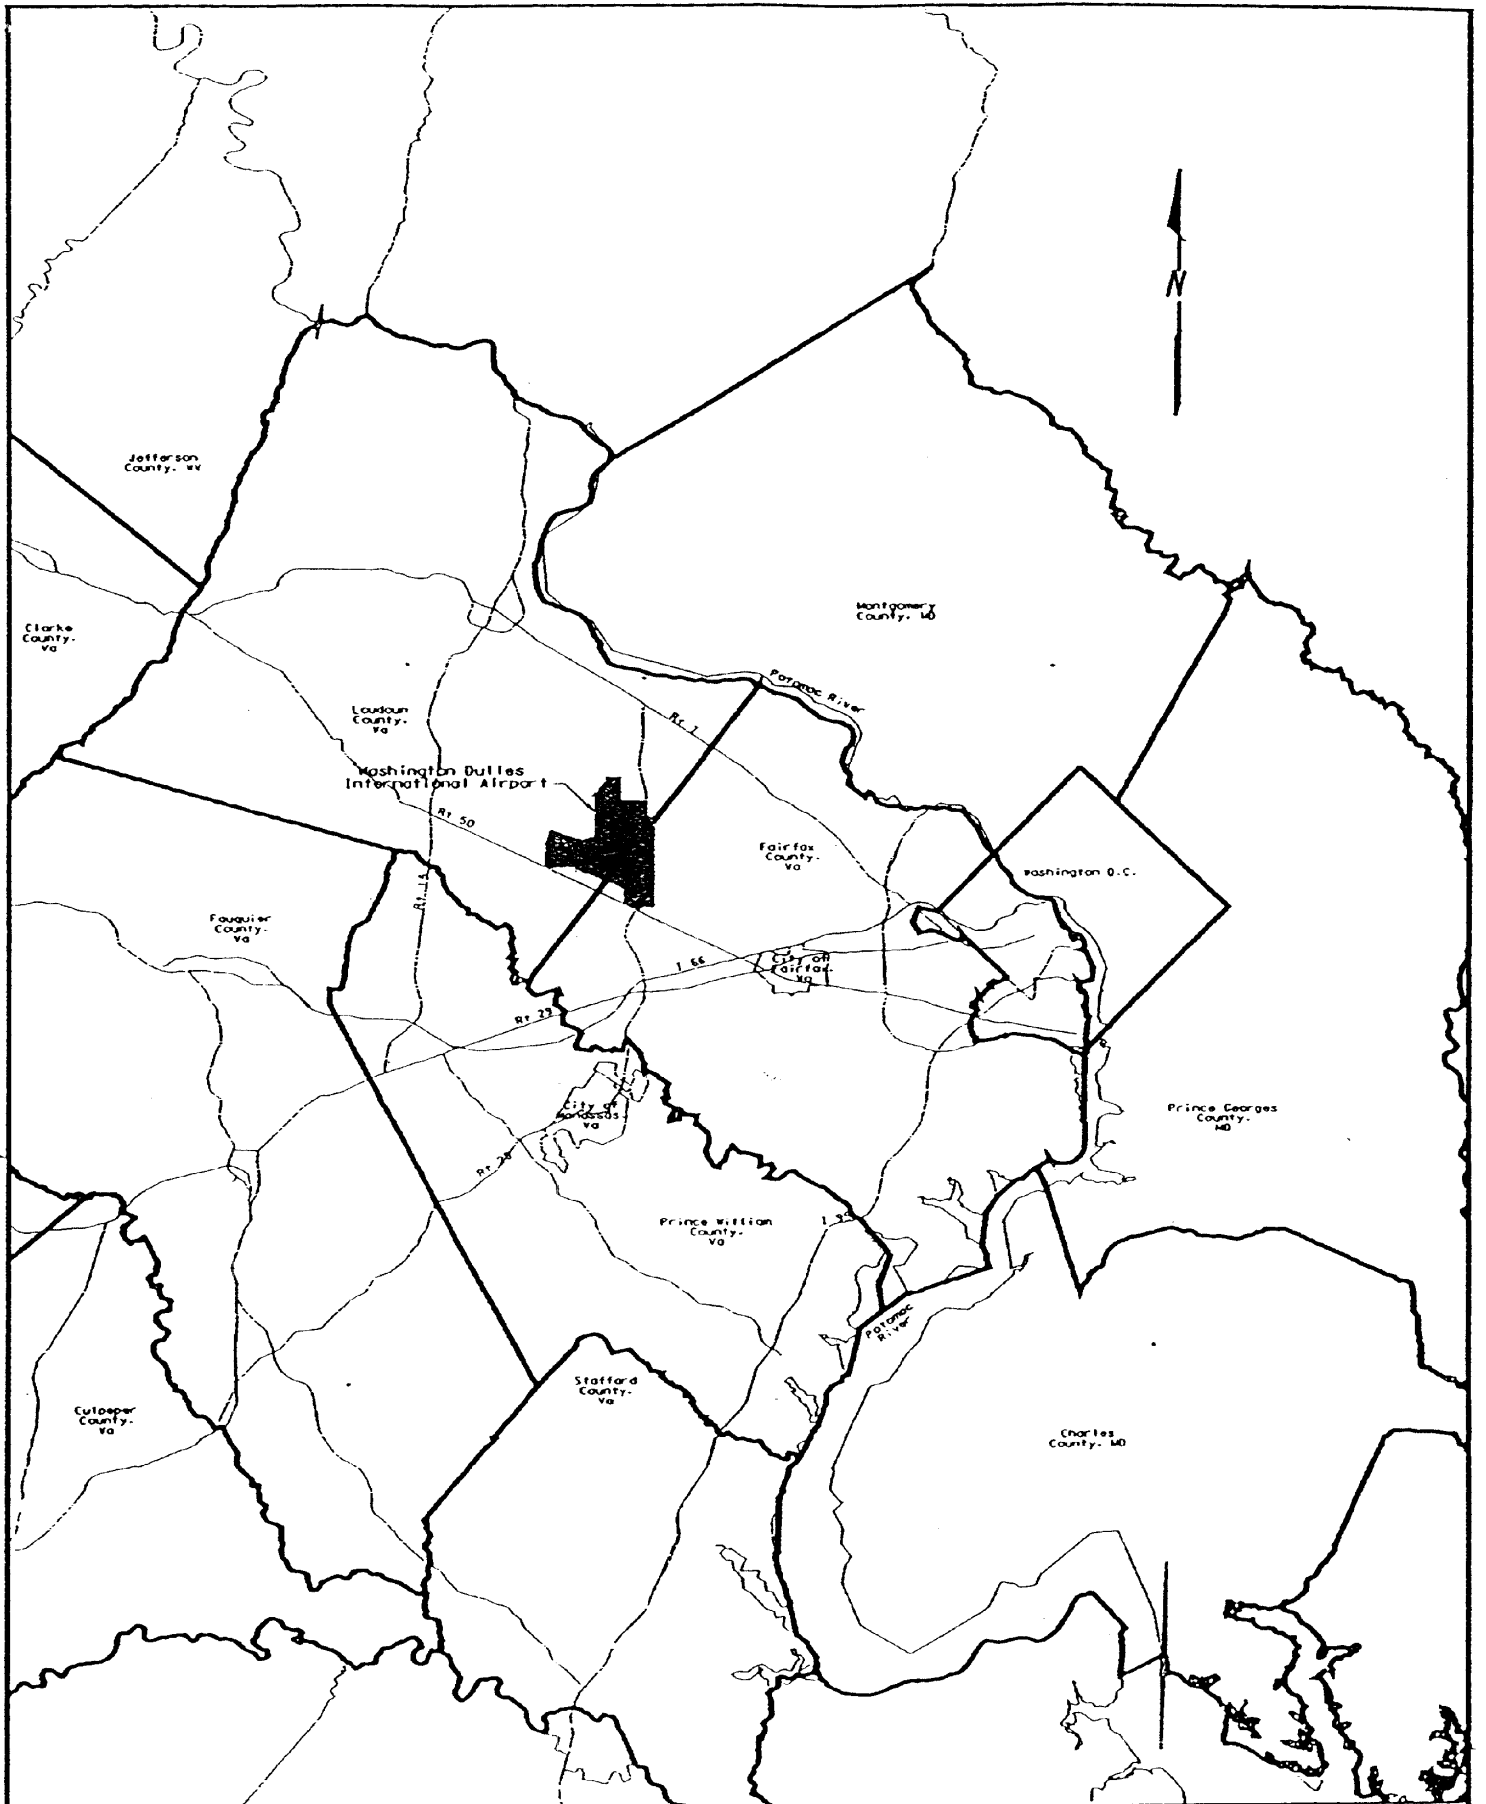 N
Jefferson
County, WV
Montgomery
County, MD
Clarke
County,
Va
Potomac River
Loudoun
County,
Va
Rt 7
Washington Dulles
International Airport
Rt 50
Fairfax
County,
Va
Washington D.C.
Rt 15
Fauquier
County,
Va
I 66
City of
Fairfax,
Va
Rt 29
City of
Manassas,
Va
Prince Georges
County,
MD
Rt 28
Prince William
County,
Va
I 95
Potomac
River
Stafford
County,
Va
Culpeper
County,
Va
Charles
County, MD